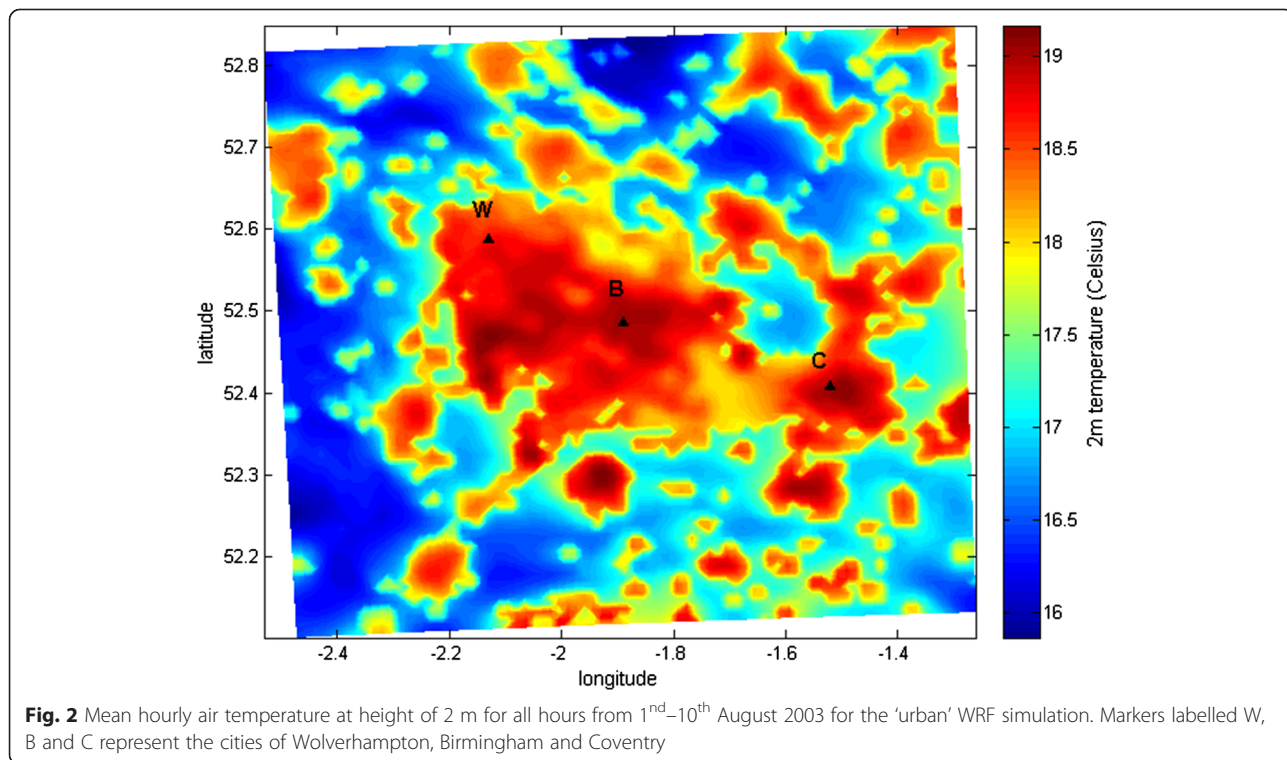 52.8
52.7
52.6
52.5
52.4
52.3
52.2
latitude
W
B
C
-2.4
-2.2
-2
-1.8
-1.6
-1.4
longitude
19
18.5
18
17.5
17
16.5
16
2m temperature (Celsius)
Fig. 2 Mean hourly air temperature at height of 2 m for all hours from 1nd–10th August 2003 for the ‘urban’ WRF simulation. Markers labelled W,
B and C represent the cities of Wolverhampton, Birmingham and Coventry